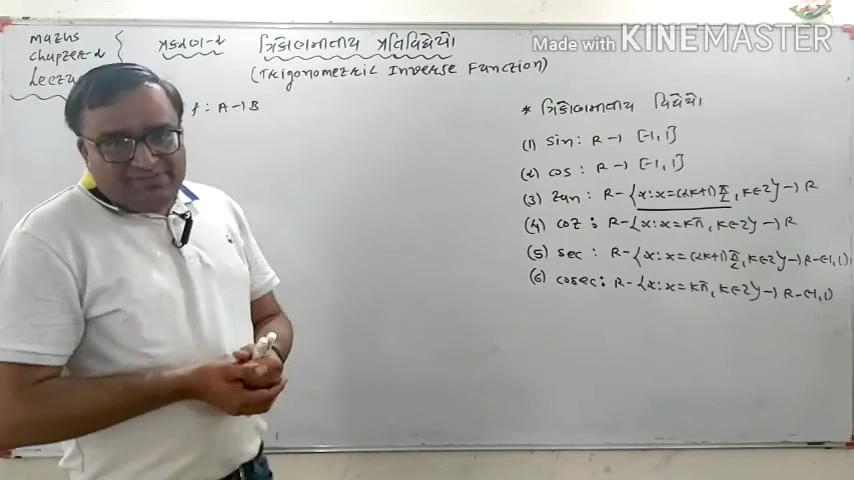 Made with KINEMASTER
Maths
Chapter-2
પ્રકરણ-2
ત્રિકોણમિતીય પ્રતિવિધેયો
(Trigonometric Inverse Function)
f : A→B
* ત્રિકોણમિતીય વિધેયો
(1) sin : R → [-1, 1]
(2) cos : R → [-1, 1]
(3) tan : R - {x : x = (2k+1) π/2, k∈Z} → R
(4) cot : R - {x : x = kπ, k∈Z} → R
(5) sec : R - {x : x = (2k+1) π/2, k∈Z} → R-(-1, 1)
(6) cosec : R - {x : x = kπ, k∈Z} → R-(-1, 1)